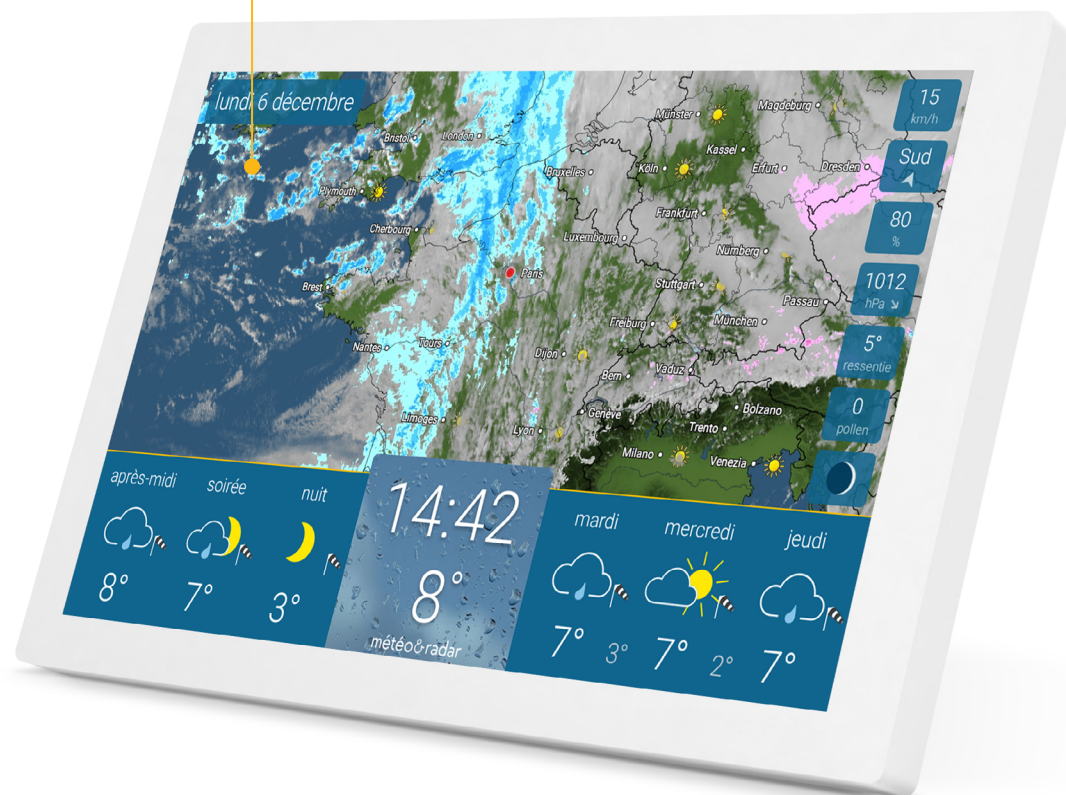 lundi 6 décembre
15
km/h
Sud
80
%
1012
hPa
5°
ressentie
0
pollen
Magdeburg
Münster
Kassel
Bristol
London
Bruxelles
Köln
Erfurt
Dresden
Plymouth
Frankfurt
Cherbourg
Luxembourg
Nürnberg
Paris
Stuttgart
Brest
Passau
Freiburg
München
Nantes
Tours
Dijon
Bern
Vaduz
Genève
Bolzano
Limoges
Lyon
Trento
Milano
Venezia
après-midi
soirée
nuit
8°
7°
3°
14:42
8°
météo&radar
mardi
mercredi
jeudi
7° 3°
7° 2°
7°